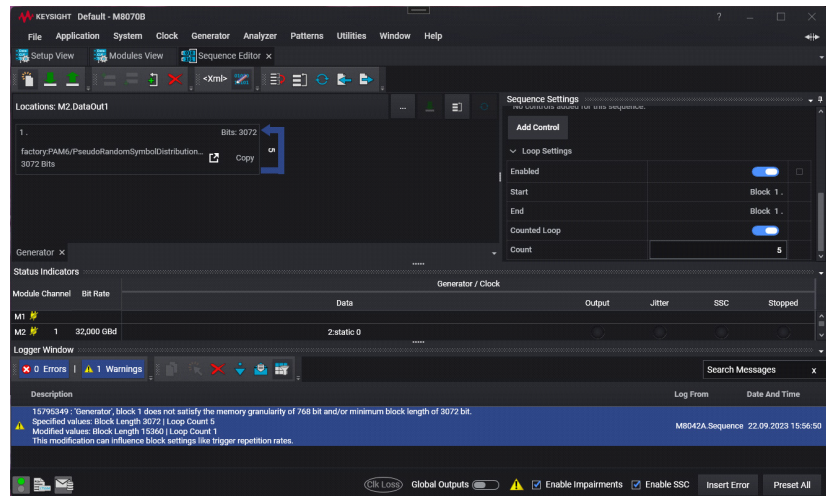 KEYSIGHT Default - M8070B
File Application System Clock Generator Analyzer Patterns Utilities Window Help
Setup View Modules View Sequence Editor ×
<Xml>
Locations: M2.DataOut1
...
1 . Bits: 3072
factory:PAM6/PseudoRandomSymbolDistribution... Copy
3072 Bits
5
Generator ×
Sequence Settings
No controls added for this sequence.
Add Control
Loop Settings
Enabled
Start Block 1 .
End Block 1 .
Counted Loop
Count 5
Status Indicators
Generator / Clock
Module Channel Bit Rate
Data Output Jitter SSC Stopped
M1
M2 1 32,000 GBd 2:static 0
Logger Window
0 Errors | 1 Warnings Search Messages x
Description Log From Date And Time
15795349 : 'Generator', block 1 does not satisfy the memory granularity of 768 bit and/or minimum block length of 3072 bit.
Specified values: Block Length 3072 | Loop Count 5
Modified values: Block Length 15360 | Loop Count 1
This modification can influence block settings like trigger repetition rates.
M8042A.Sequence 22.09.2023 15:56:50
Clk Loss Global Outputs Enable Impairments Enable SSC Insert Error Preset All